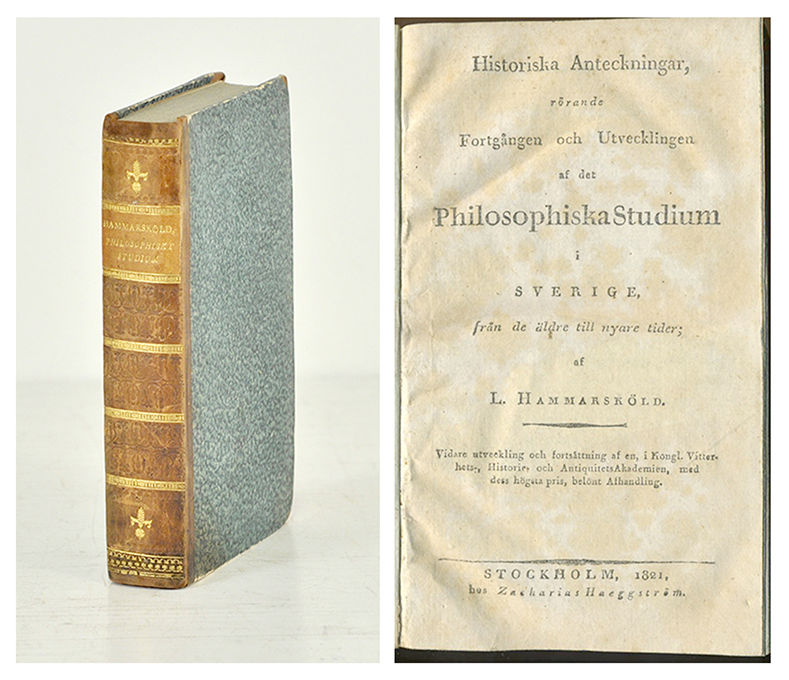 HAMMARSKÖLD,
PHILOSOPHISKT
STUDIUM
Historiska Anteckningar,
rörande
Fortgången och Utvecklingen
af det
Philosophiska Studium
i
SVERIGE,
från de äldre till nyare tider;
af
L. HAMMARSKÖLD.
Vidare utveckling och fortsättning af en, i Kongl. Vitter-
hets-, Historie- och AntiquitetsAkademien, med
dess högsta pris, belönt Afhandling.
STOCKHOLM, 1821,
hos Zacharias Haeggström.